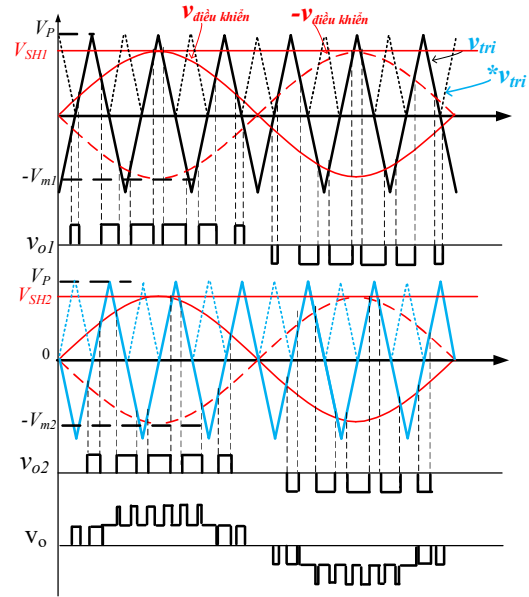 V_P
v_điều khiển
-v_điều khiển
V_SH1
v_tri
*v_tri
-V_m1
v_o1
V_P
V_SH2
0
-V_m2
v_o2
v_o